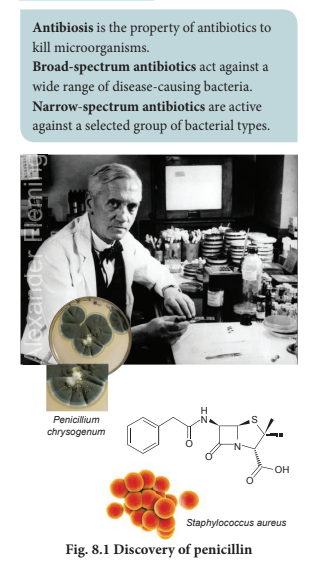 Antibiosis is the property of antibiotics to
kill microorganisms.
Broad-spectrum antibiotics act against a
wide range of disease-causing bacteria.
Narrow-spectrum antibiotics are active
against a selected group of bacterial types.
Alexander Fleming
Penicillium
chrysogenum
H
N
O
S
O
N
O
OH
Staphylococcus aureus
Fig. 8.1 Discovery of penicillin